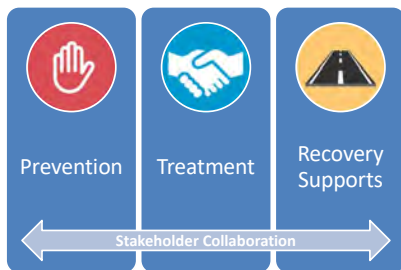 Prevention
Treatment
Recovery
Supports
Stakeholder Collaboration